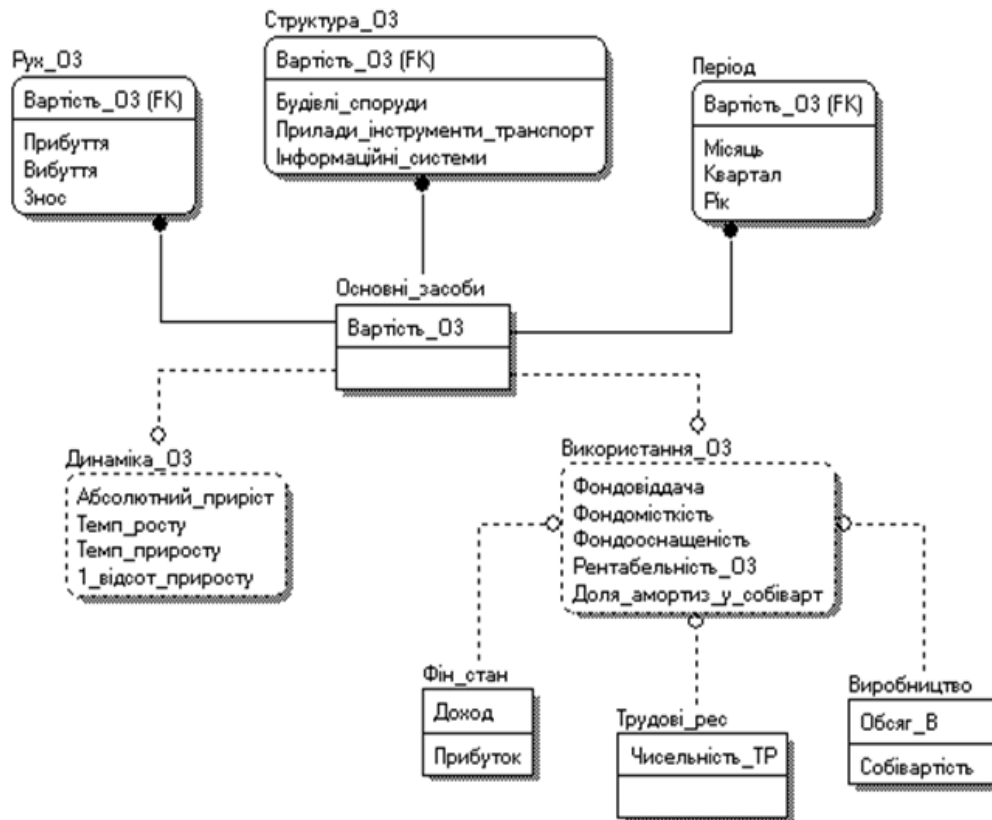 Рух_ОЗ
Вартість_ОЗ (FK)
Прибуття
Вибуття
Знос
Структура_ОЗ
Вартість_ОЗ (FK)
Будівлі_споруди
Прилади_інструменти_транспорт
Інформаційні_системи
Період
Вартість_ОЗ (FK)
Місяць
Квартал
Рік
Основні_засоби
Вартість_ОЗ
Динаміка_ОЗ
Абсолютний_приріст
Темп_росту
Темп_приросту
1_відсот_приросту
Використання_ОЗ
Фондовіддача
Фондомісткість
Фондооснащеність
Рентабельність_ОЗ
Доля_амортиз_у_собіварт
Фін_стан
Доход
Прибуток
Трудові_рес
Чисельність_ТР
Виробництво
Обсяг_В
Собівартість